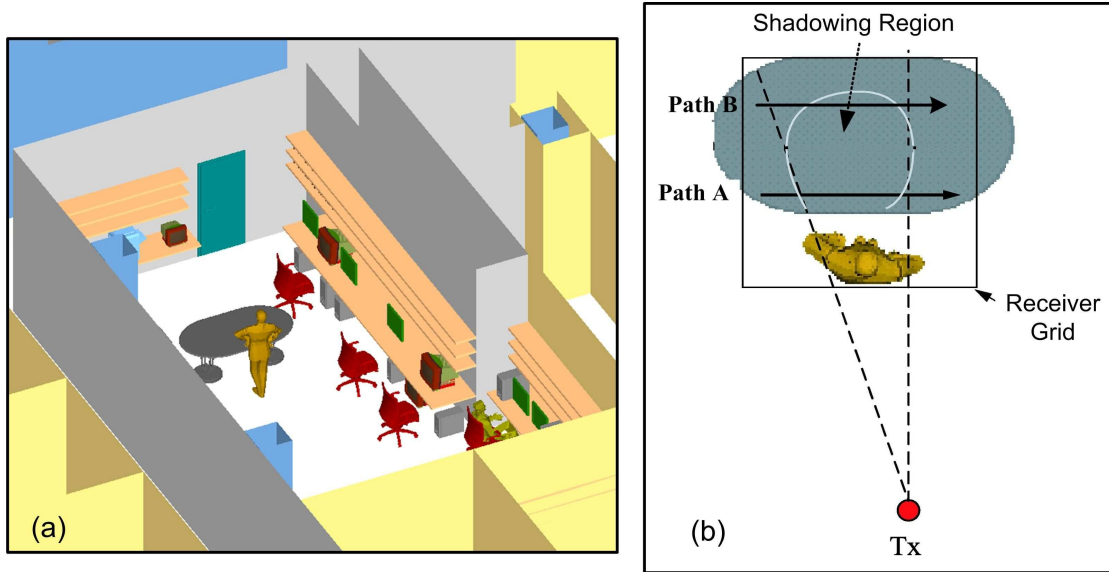 (a)
Shadowing Region
Path B
Path A
Receiver
Grid
(b)
Tx